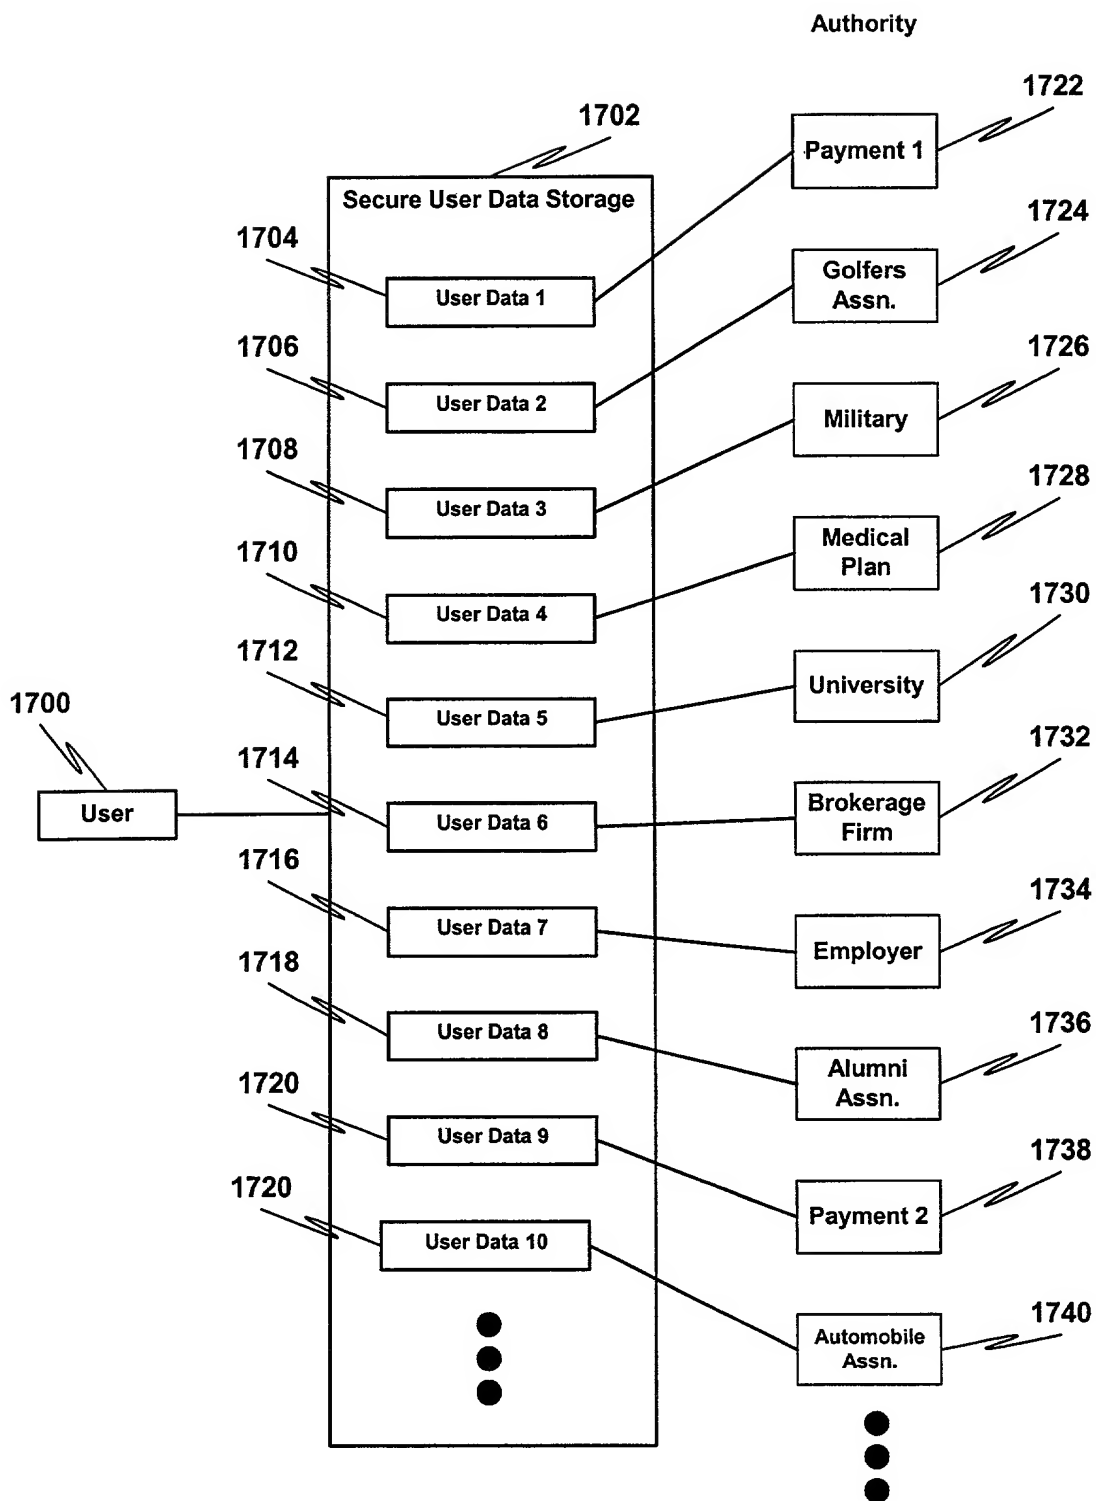 Authority
1722
1702
Payment 1
Secure User Data Storage
1724
1704
Golfers
Assn.
User Data 1
1706
1726
User Data 2
Military
1708
1728
User Data 3
Medical
Plan
1710
1730
User Data 4
1712
University
1700
User Data 5
1714
1732
User
User Data 6
Brokerage
Firm
1716
1734
User Data 7
Employer
1718
1736
User Data 8
Alumni
Assn.
1720
User Data 9
1738
1720
Payment 2
User Data 10
1740
Automobile
Assn.